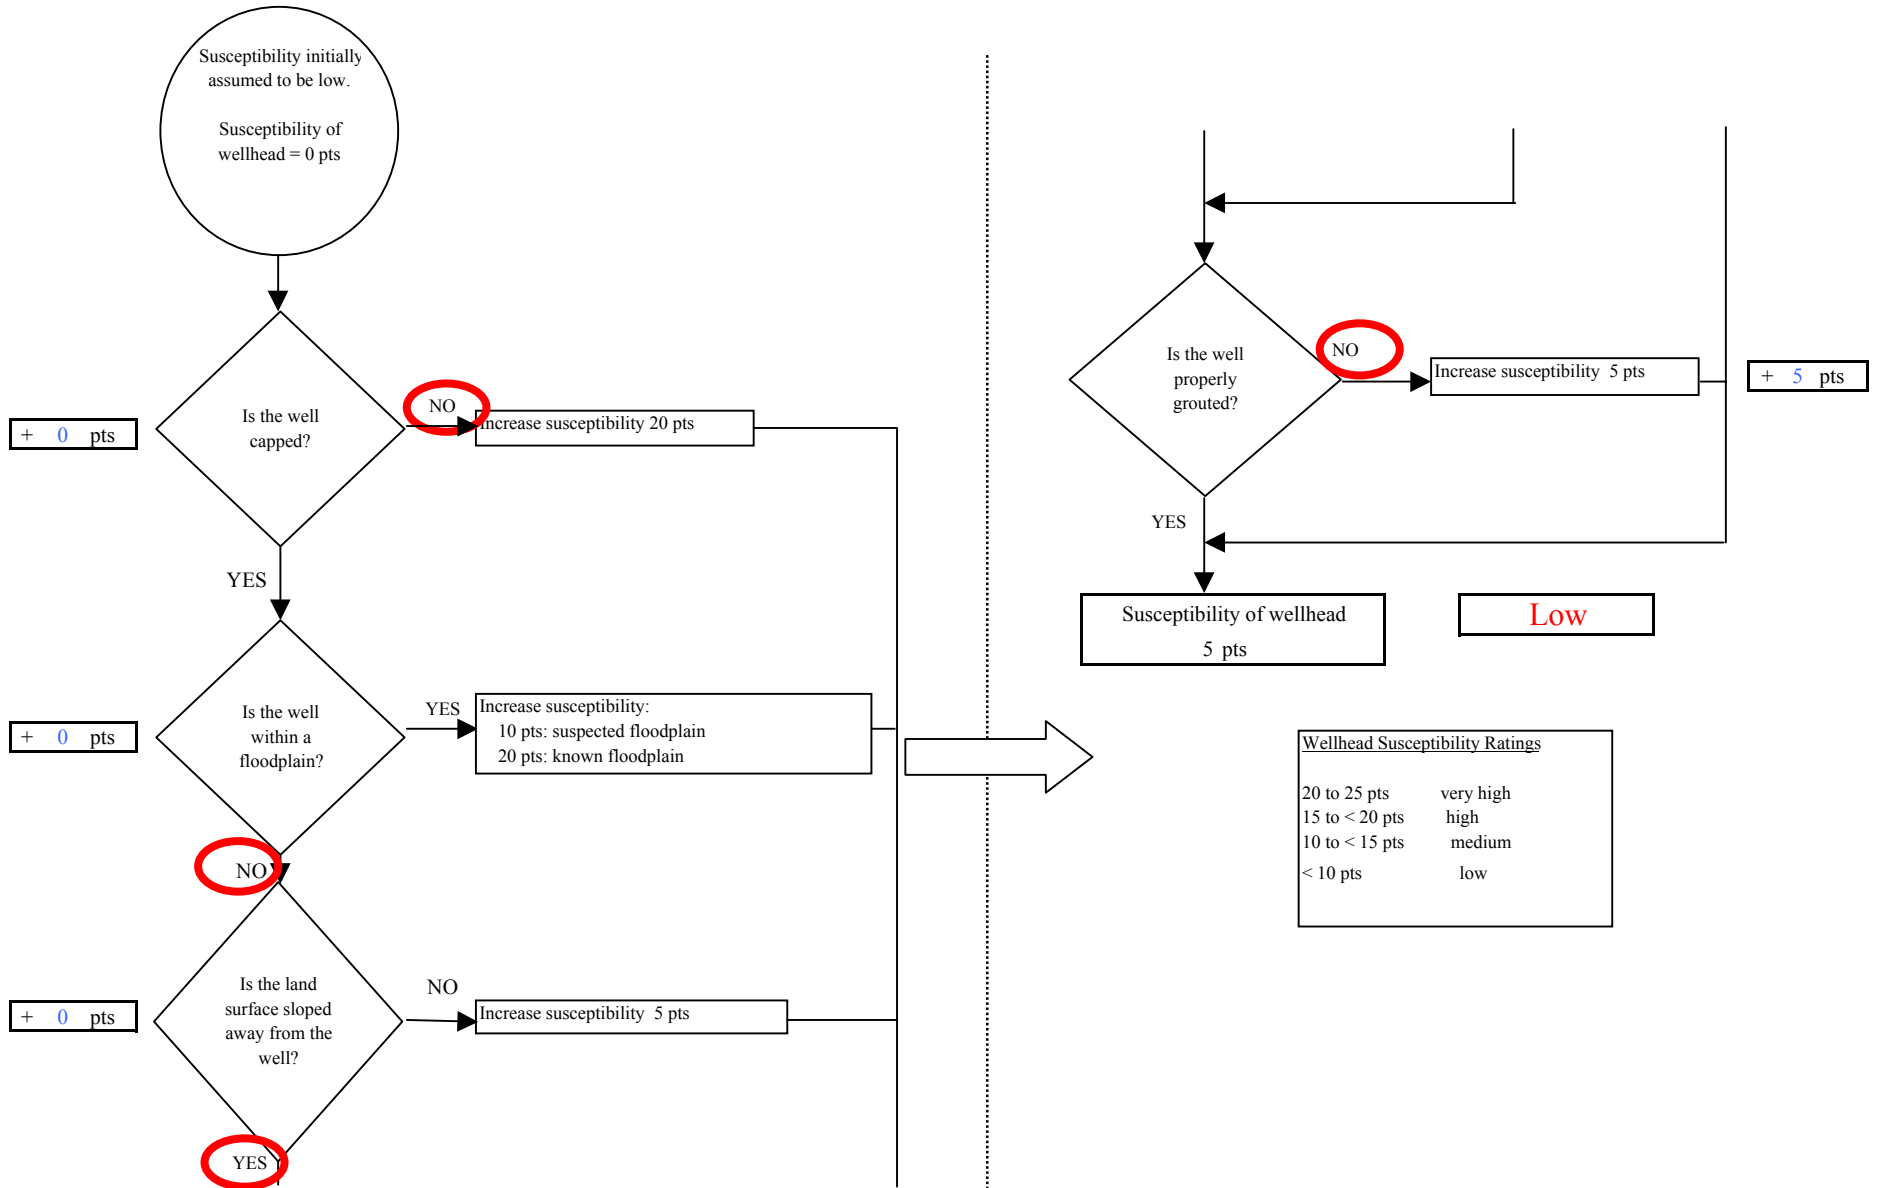 Susceptibility initially
assumed to be low.
Susceptibility of
wellhead = 0 pts
Is the well
capped?
NO
Increase susceptibility 20 pts
+ 0 pts
YES
Is the well
within a
floodplain?
YES
Increase susceptibility:
10 pts: suspected floodplain
20 pts: known floodplain
+ 0 pts
NO
Is the land
surface sloped
away from the
well?
NO
Increase susceptibility 5 pts
+ 0 pts
YES
Is the well
properly
grouted?
NO
Increase susceptibility 5 pts
+ 5 pts
YES
Susceptibility of wellhead
5 pts
Low
Wellhead Susceptibility Ratings
20 to 25 pts very high
15 to < 20 pts high
10 to < 15 pts medium
< 10 pts low